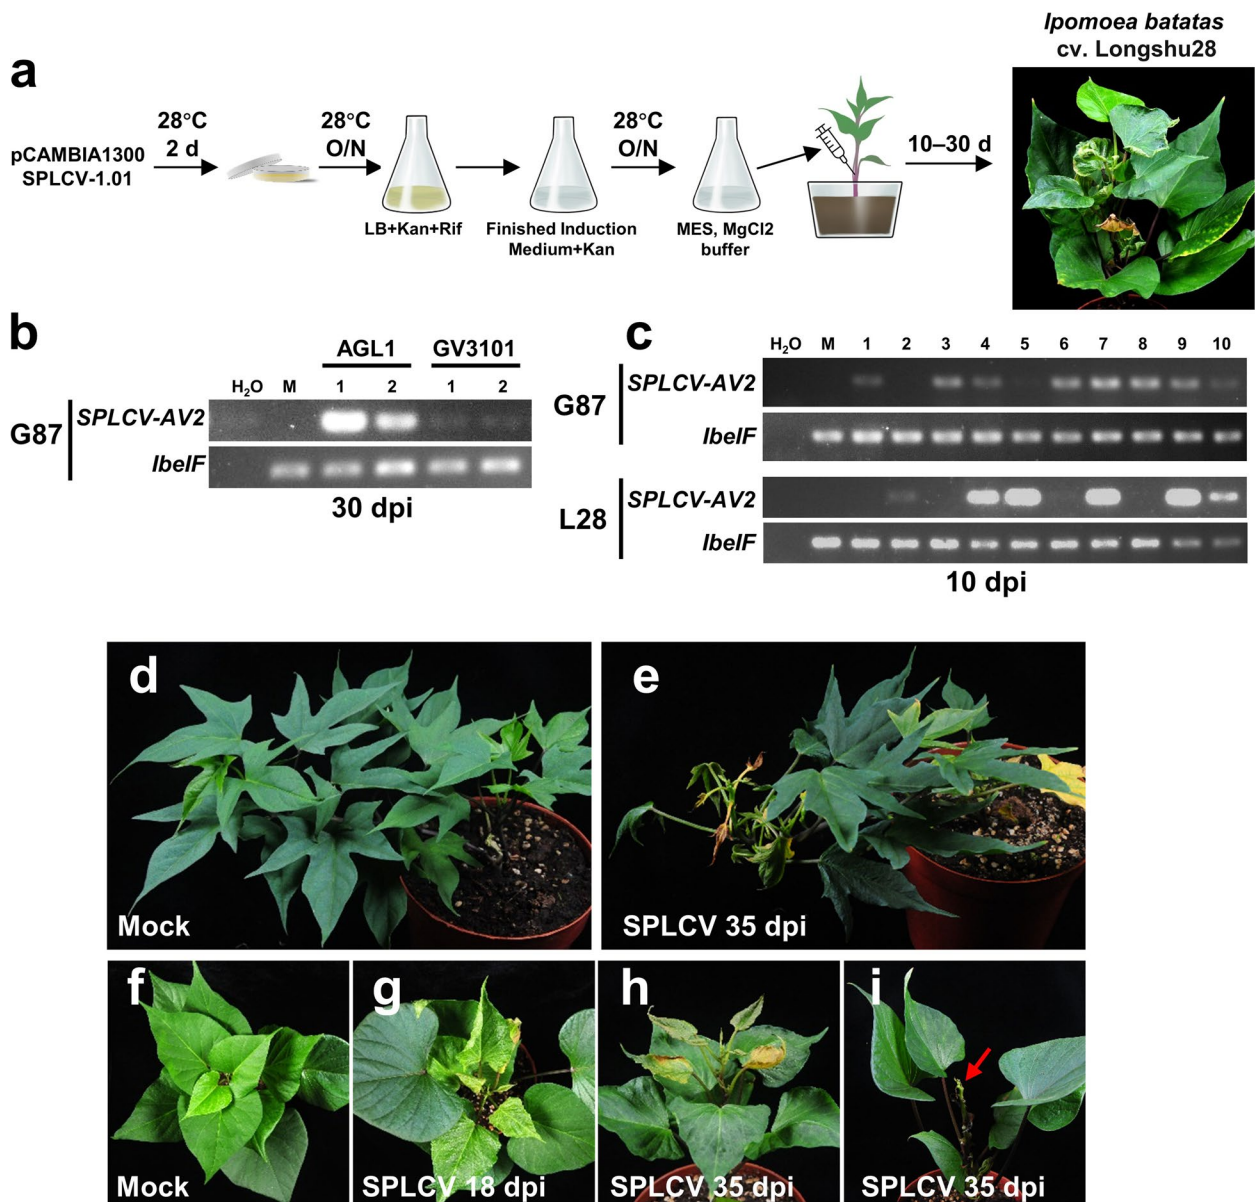 Ipomoea batatas
cv. Longshu28
a
pCAMBIA1300
SPLCV-1.01
28°C
2 d
28°C
O/N
LB+Kan+Rif
Finished Induction
Medium+Kan
28°C
O/N
MES, MgCl2
buffer
10–30 d
b
AGL1 GV3101
H₂O M 1 2 1 2
G87
SPLCV-AV2
IbeIF
30 dpi
c
H₂O M 1 2 3 4 5 6 7 8 9 10
G87
SPLCV-AV2
IbeIF
L28
SPLCV-AV2
IbeIF
10 dpi
d
Mock
e
SPLCV 35 dpi
f
Mock
g
SPLCV 18 dpi
h
SPLCV 35 dpi
i
SPLCV 35 dpi